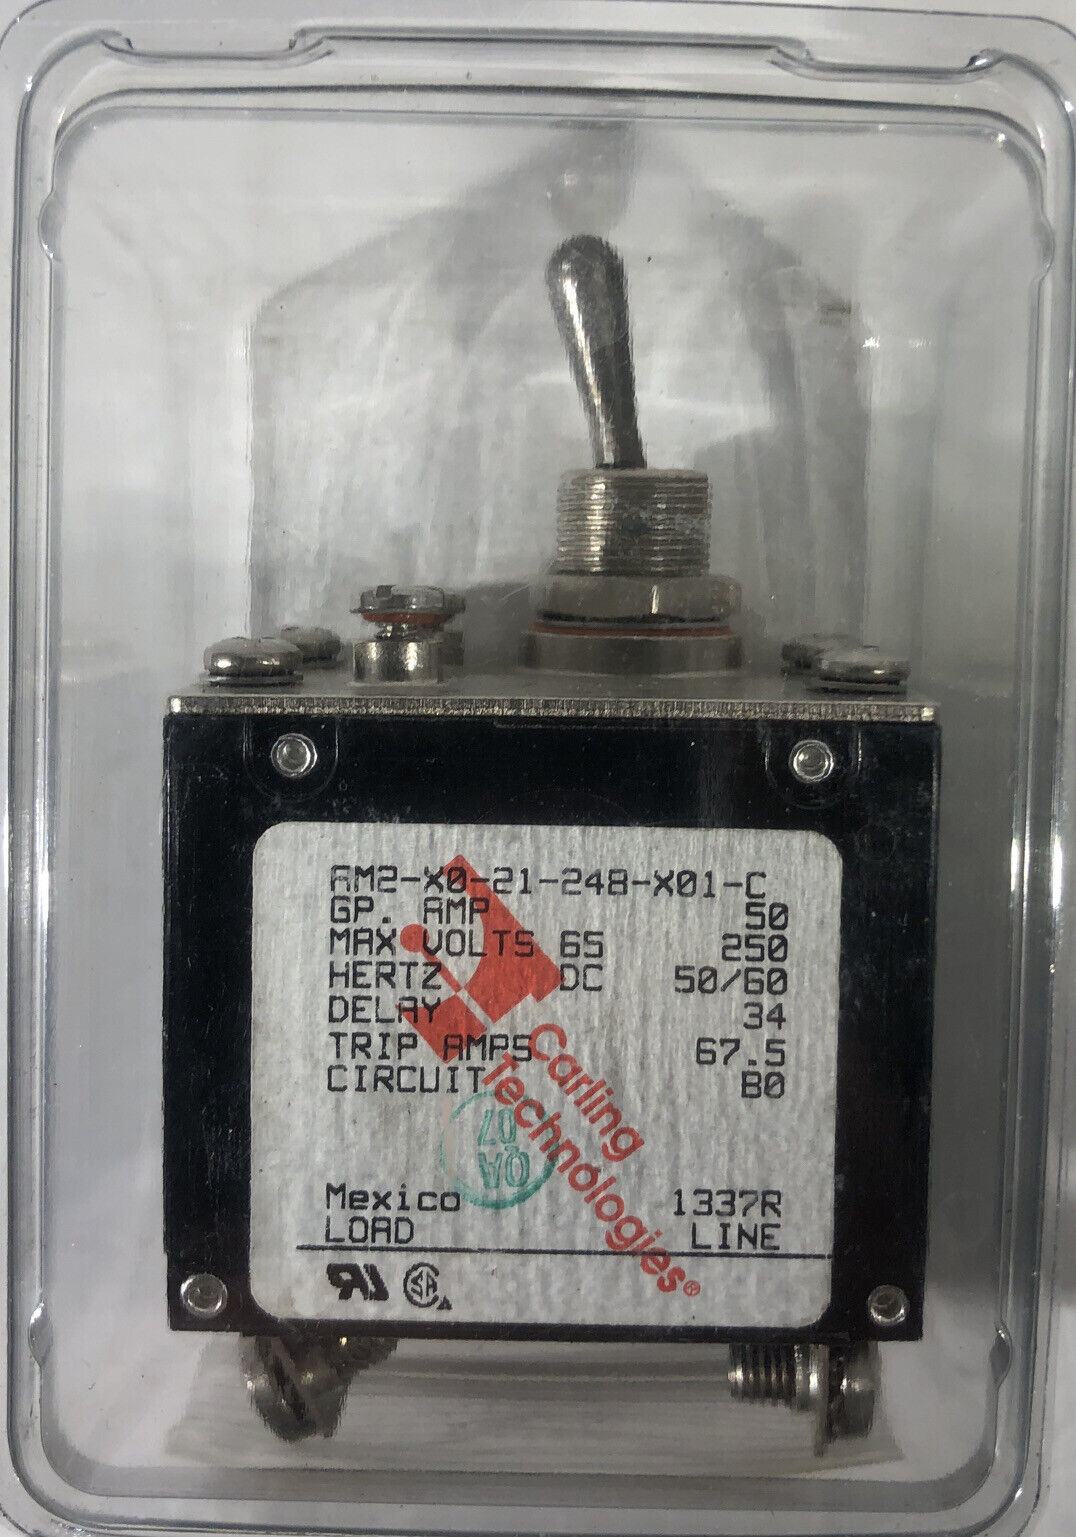 AM2-X0-21-248-X01-C
GP. AMP 50
MAX VOLTS 65 250
HERTZ DC 50/60
DELAY 34
TRIP AMPS 67.5
CIRCUIT B0
Carling
Technologies®
QA
07
Mexico 1337R
LOAD LINE